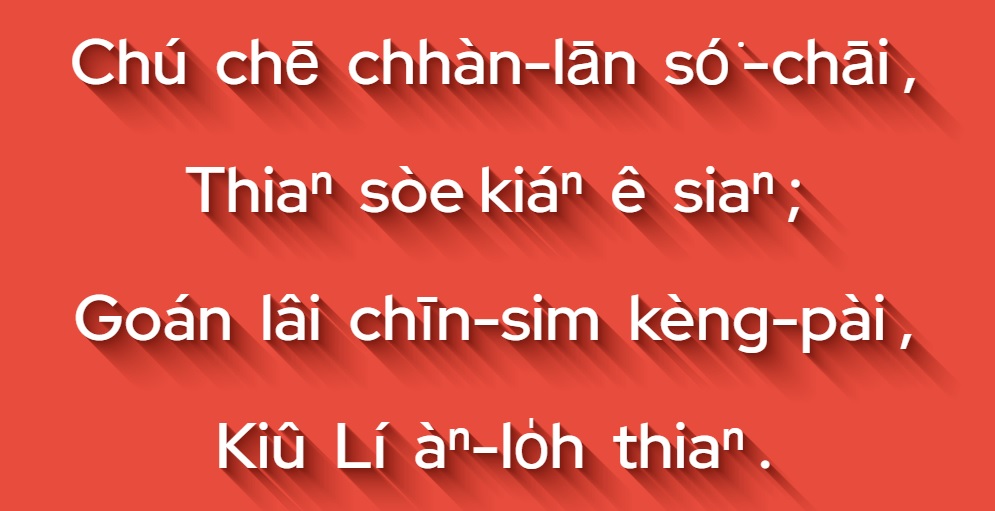 Chú chē chhàn-lān só͘-chāi,
Thiaⁿ sòe kiáⁿ ê siaⁿ;
Goán lâi chīn-sim kèng-pài,
Kiû Lí àⁿ-lo̍h thiaⁿ.